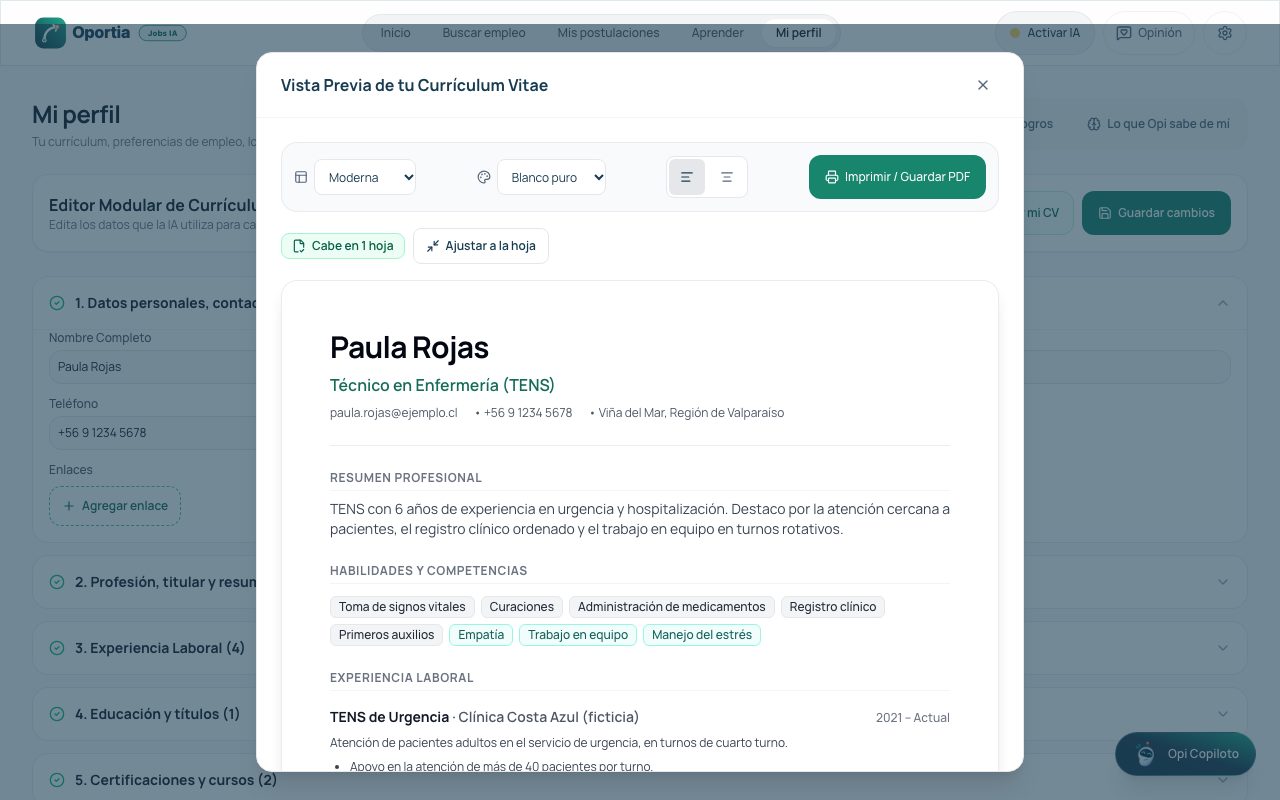 Oportia Jobs IA Inicio Buscar empleo Mis postulaciones Aprender Mi perfil Activar IA Opinión
Vista Previa de tu Currículum Vitae
Mi perfil
Tu currículum, preferencias de empleo,
Lo que Opi sabe de mí
Moderna Blanco puro Imprimir / Guardar PDF
Editor Modular de
Edita los datos que la IA utiliza para
mi CV Guardar cambios
Cabe en 1 hoja Ajustar a la hoja
1. Datos personales,
Nombre Completo
Paula Rojas
Teléfono
+56 9 1234 5678
Enlaces
Agregar enlace
2. Profesión, titular y
3. Experiencia Laboral (4)
4. Educación y títulos (1)
5. Certificaciones y cursos (2)
Paula Rojas
Técnico en Enfermería (TENS)
paula.rojas@ejemplo.cl • +56 9 1234 5678 • Viña del Mar, Región de Valparaíso
RESUMEN PROFESIONAL
TENS con 6 años de experiencia en urgencia y hospitalización. Destaco por la atención cercana a
pacientes, el registro clínico ordenado y el trabajo en equipo en turnos rotativos.
HABILIDADES Y COMPETENCIAS
Toma de signos vitales Curaciones Administración de medicamentos Registro clínico
Primeros auxilios Empatía Trabajo en equipo Manejo del estrés
EXPERIENCIA LABORAL
TENS de Urgencia · Clínica Costa Azul (ficticia) 2021 – Actual
Atención de pacientes adultos en el servicio de urgencia, en turnos de cuarto turno.
• Apoyo en la atención de más de 40 pacientes por turno.
Opi Copiloto